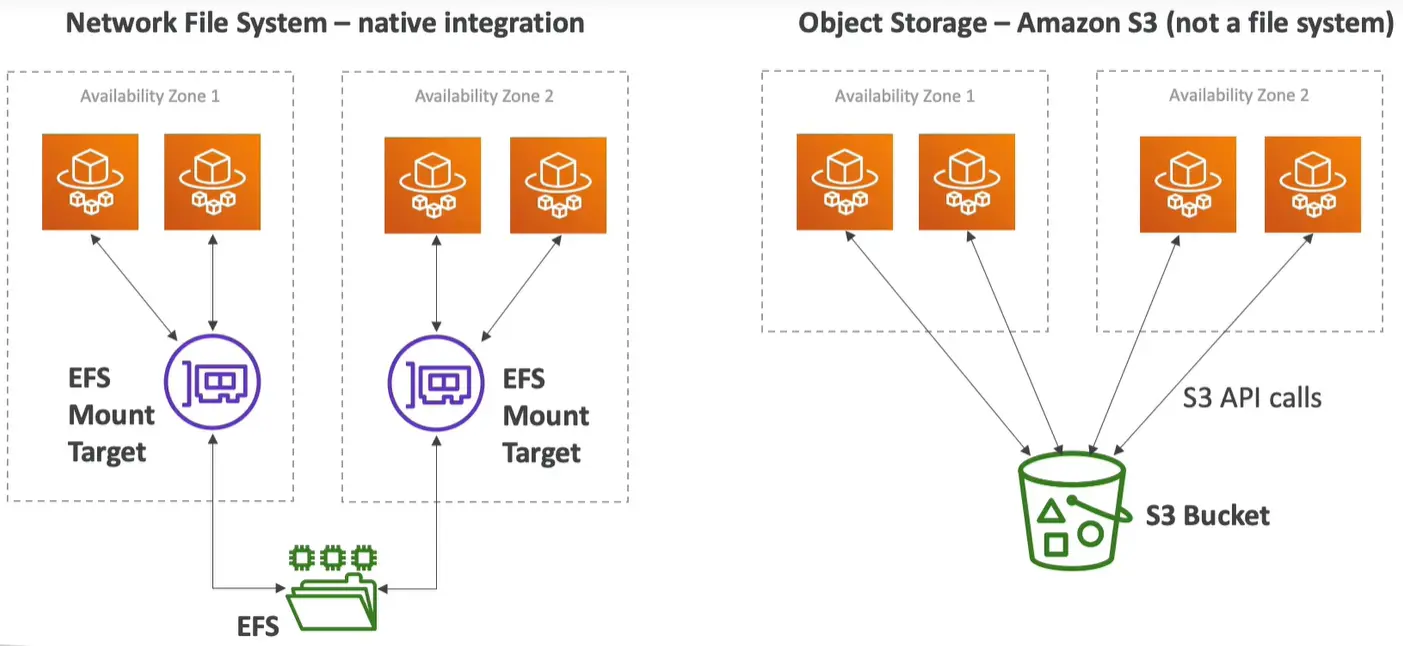 Network File System – native integration
Availability Zone 1
Availability Zone 2
EFS
Mount
Target
EFS
Mount
Target
EFS
Object Storage – Amazon S3 (not a file system)
Availability Zone 1
Availability Zone 2
S3 API calls
S3 Bucket